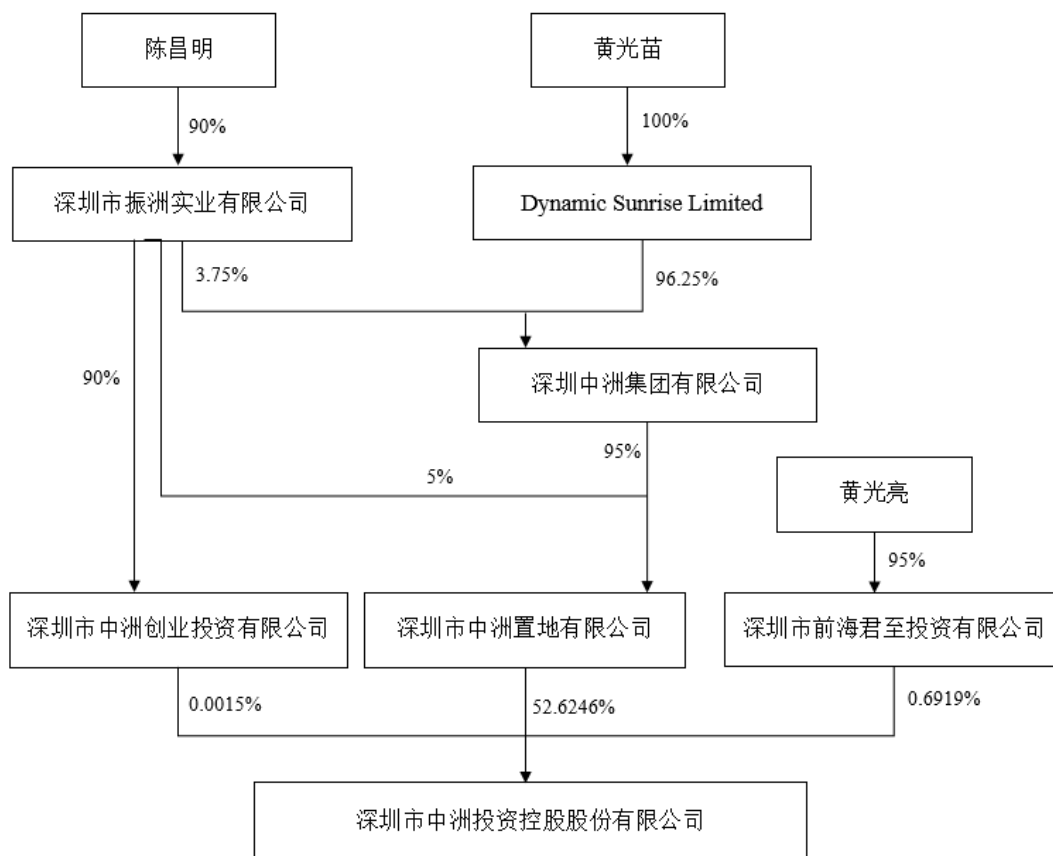 陈昌明
黄光苗
90%
100%
深圳市振洲实业有限公司
Dynamic Sunrise Limited
3.75%
96.25%
90%
深圳中洲集团有限公司
95%
5%
黄光亮
95%
深圳市中洲创业投资有限公司
深圳市中洲置地有限公司
深圳市前海君至投资有限公司
0.0015%
52.6246%
0.6919%
深圳市中洲投资控股股份有限公司